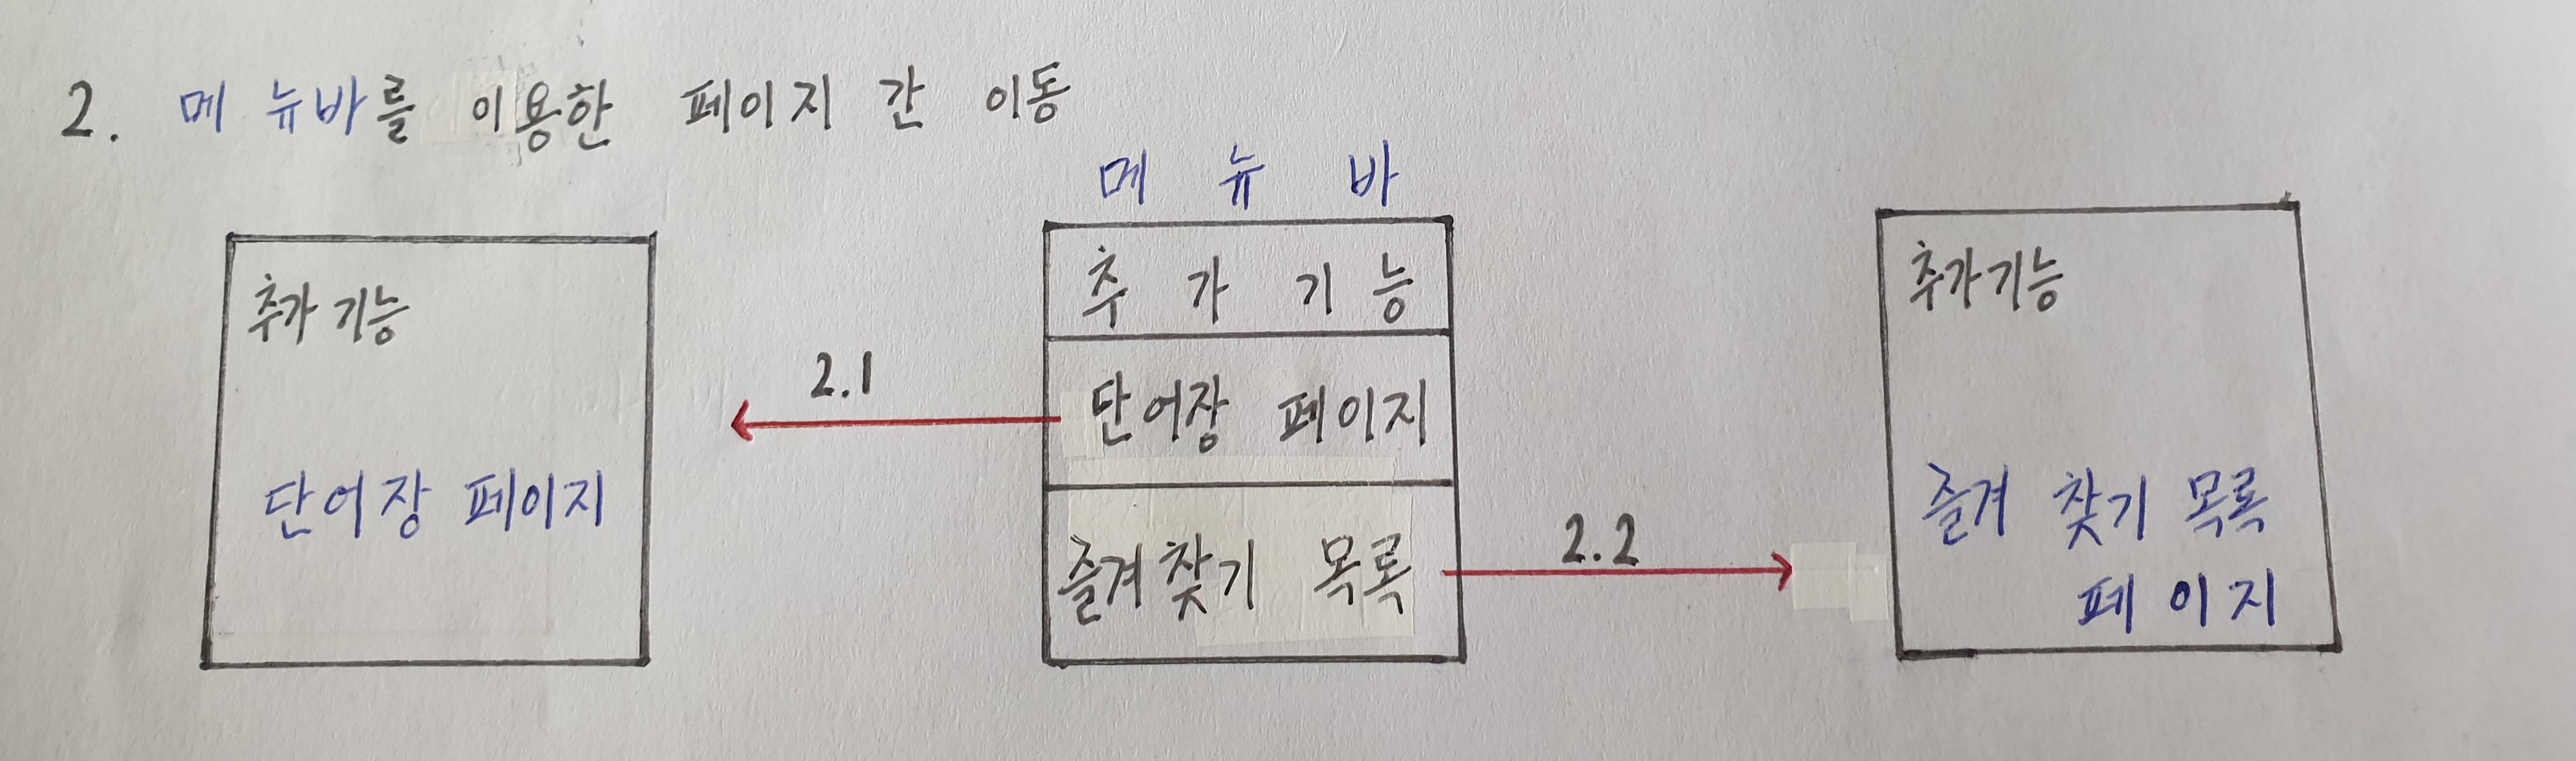 2. 메뉴바를 이용한 페이지 간 이동
메 뉴 바
추가 기능
단어장 페이지
2.1
추 가 기 능
단어장 페이지
즐겨찾기 목록
2.2
추가기능
즐겨 찾기 목록
페이지